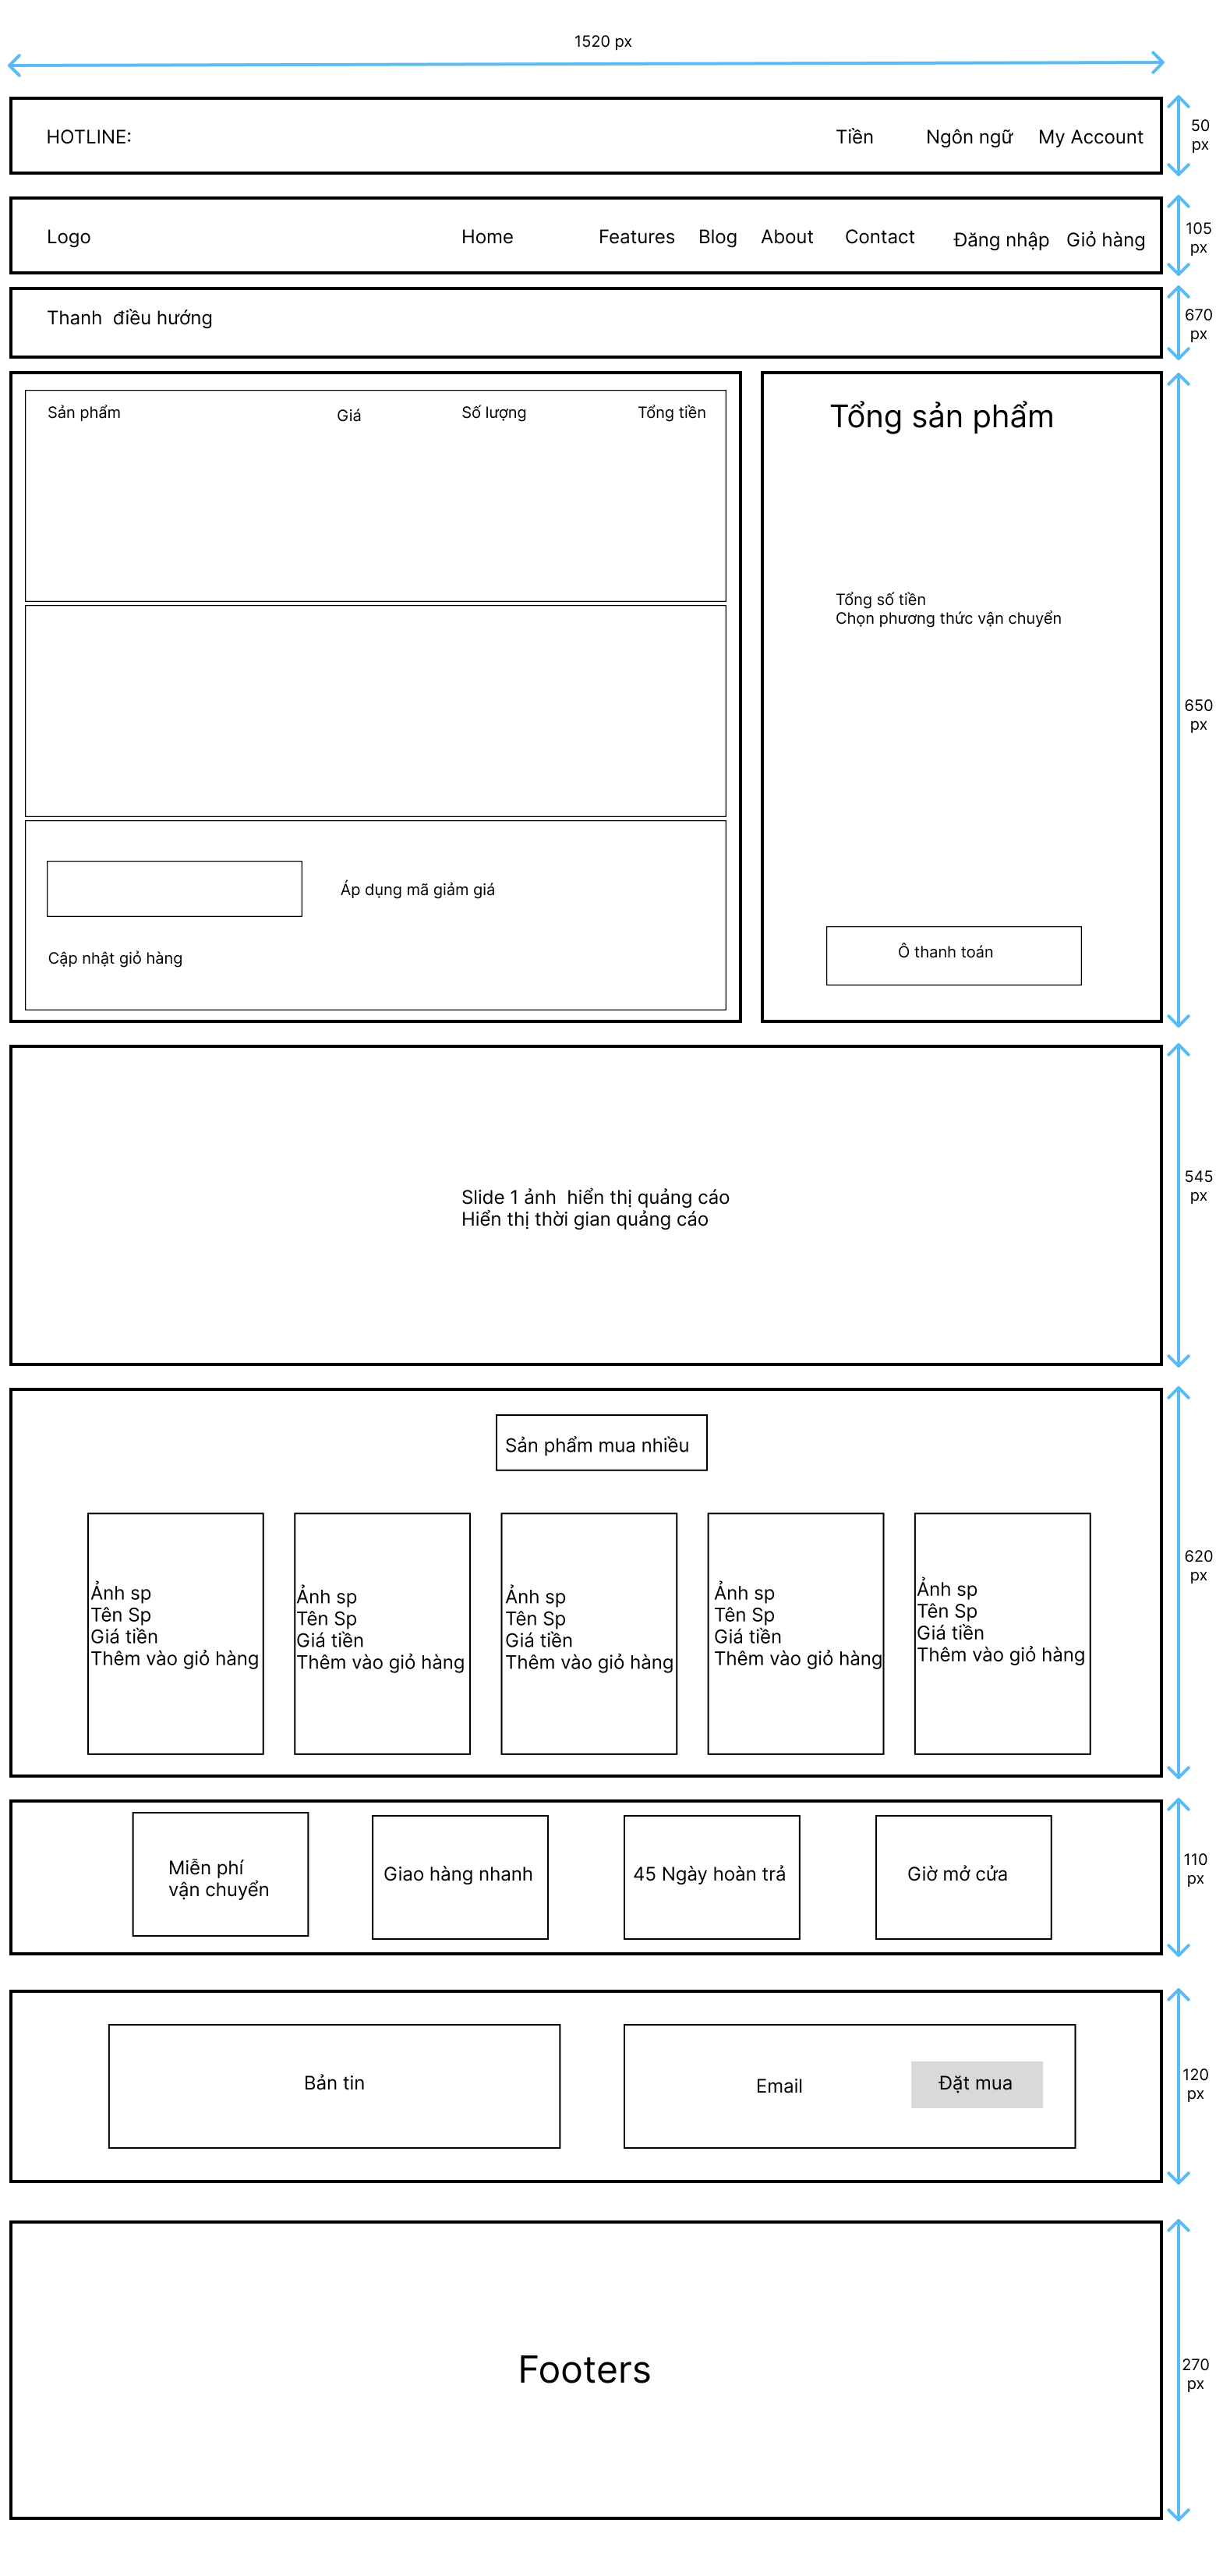 1520 px
HOTLINE:
Tiền
Ngôn ngữ
My Account
50
px
Logo
Home
Features
Blog
About
Contact
Đăng nhập
Giỏ hàng
105
px
Thanh  điều hướng
670
px
Sản phẩm
Giá
Số lượng
Tổng tiền
Tổng sản phẩm
Tổng số tiền
Chọn phương thức vận chuyển
650
px
Áp dụng mã giảm giá
Cập nhật giỏ hàng
Ô thanh toán
Slide 1 ảnh  hiển thị quảng cáo
Hiển thị thời gian quảng cáo
545
px
Sản phẩm mua nhiều
Ảnh sp
Tên Sp
Giá tiền
Thêm vào giỏ hàng
Ảnh sp
Tên Sp
Giá tiền
Thêm vào giỏ hàng
Ảnh sp
Tên Sp
Giá tiền
Thêm vào giỏ hàng
Ảnh sp
Tên Sp
Giá tiền
Thêm vào giỏ hàng
Ảnh sp
Tên Sp
Giá tiền
Thêm vào giỏ hàng
620
px
Miễn phí
vận chuyển
Giao hàng nhanh
45 Ngày hoàn trả
Giờ mở cửa
110
px
Bản tin
Email
Đặt mua
120
px
Footers
270
px